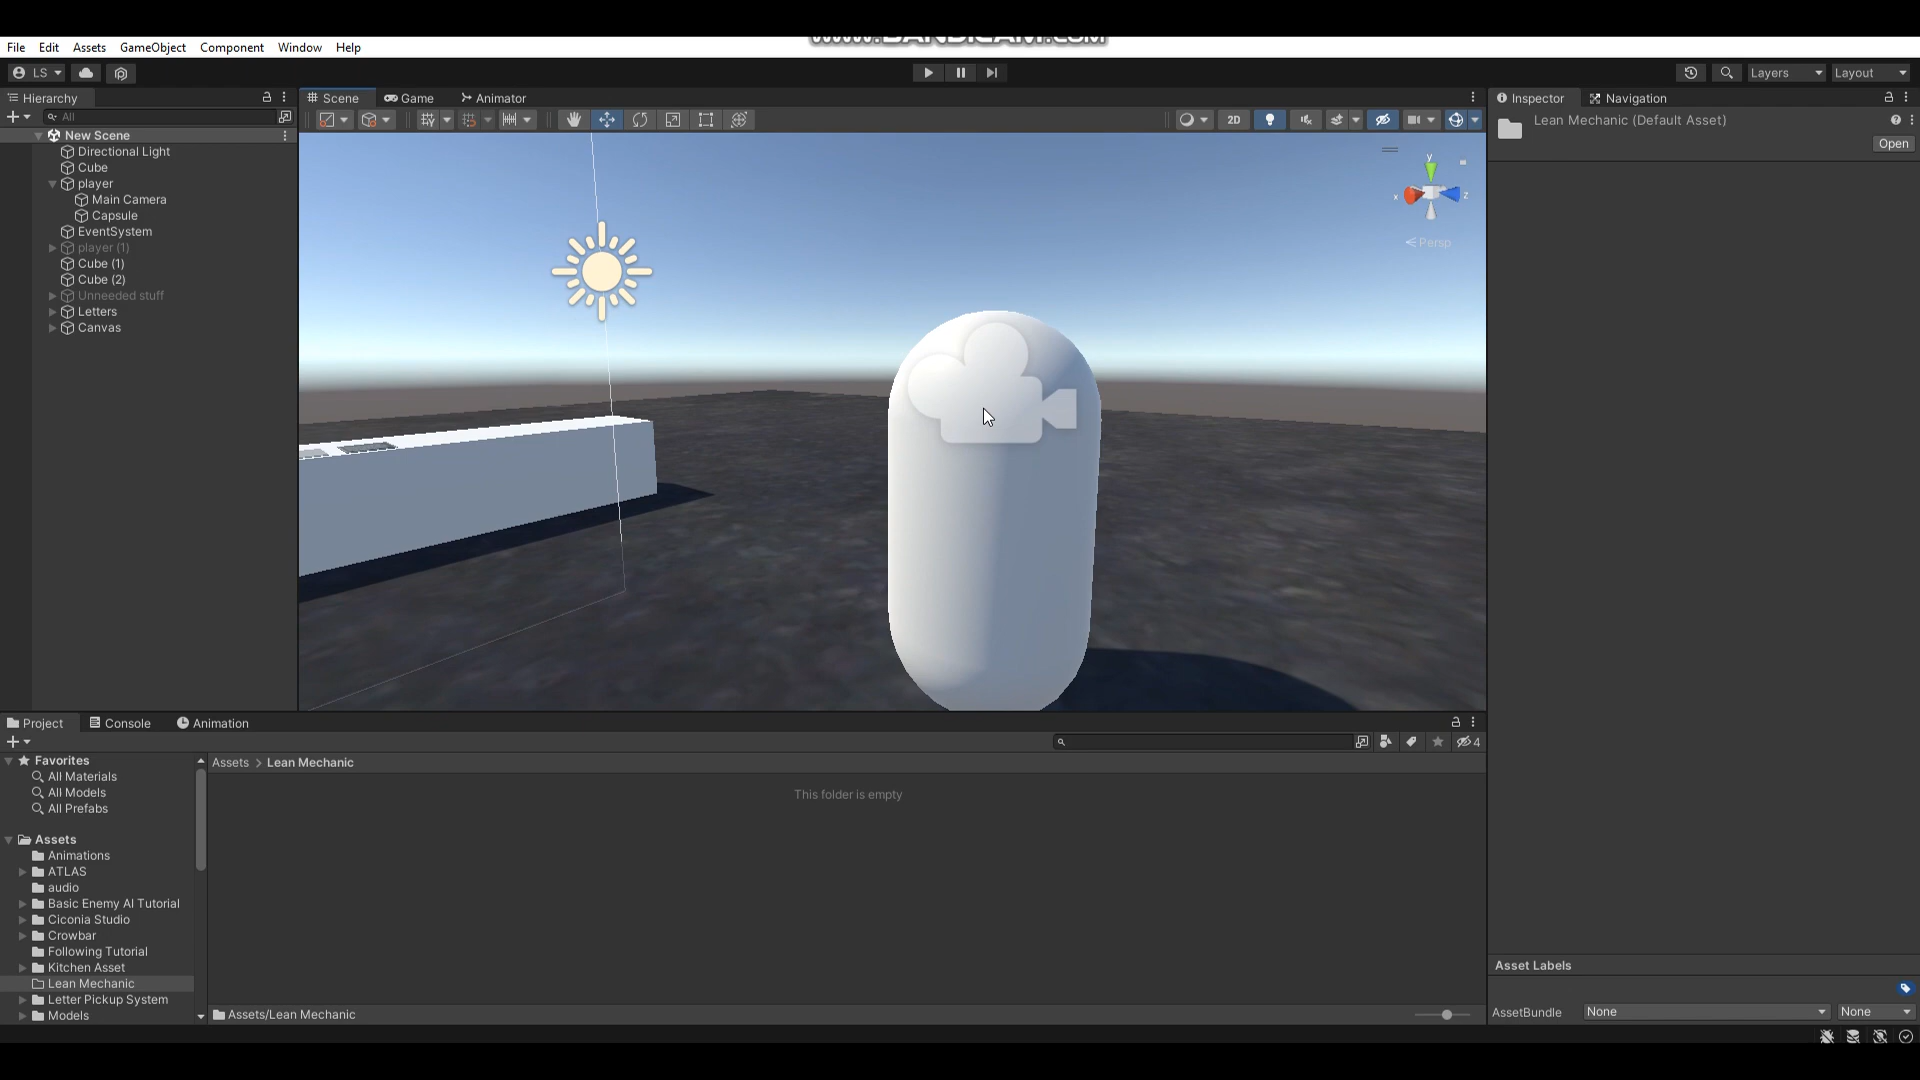 www.BANDICAM.com
File Edit Assets GameObject Component Window Help
LS Layers Layout
Hierarchy Scene Game Animator Inspector Navigation
All 2D Lean Mechanic (Default Asset)
Open
New Scene
Directional Light
Cube
player
Main Camera
Capsule
EventSystem
player (1)
Cube (1)
Cube (2)
Unneeded stuff
Letters
Canvas
y
x z
Persp
Project Console Animation
4
Favorites
All Materials
All Models
All Prefabs
Assets
Animations
ATLAS
audio
Basic Enemy AI Tutorial
Ciconia Studio
Crowbar
Following Tutorial
Kitchen Asset
Lean Mechanic
Letter Pickup System
Models
Assets > Lean Mechanic
This folder is empty
Assets/Lean Mechanic
Asset Labels
AssetBundle None None